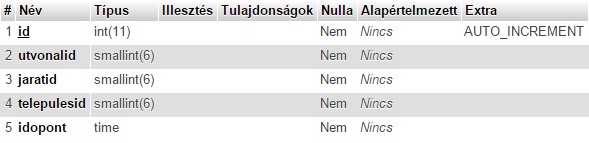 # Név Típus Illesztés Tulajdonságok Nulla Alapértelmezett Extra
1 id int(11) Nem Nincs AUTO_INCREMENT
2 utvonalid smallint(6) Nem Nincs
3 jaratid smallint(6) Nem Nincs
4 telepulesid smallint(6) Nem Nincs
5 idopont time Nem Nincs